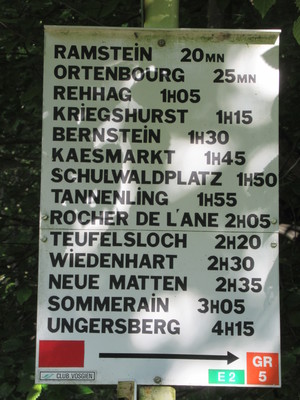 RAMSTEIN 20MN
ORTENBOURG 25MN
REHHAG 1H05
KRIEGSHURST 1H15
BERNSTEIN 1H30
KAESMARKT 1H45
SCHULWALDPLATZ 1H50
TANNENLING 1H55
ROCHER DE L'ANE 2H05
TEUFELSLOCH 2H20
WIEDENHART 2H30
NEUE MATTEN 2H35
SOMMERAIN 3H05
UNGERSBERG 4H15
CLUB VOSGIEN
E 2
GR
5